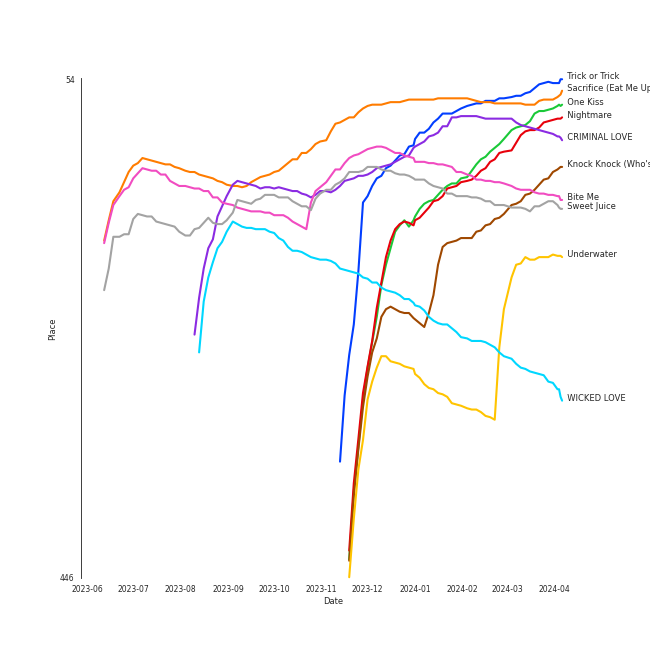 54
Trick or Trick
Sacrifice (Eat Me Up
One Kiss
Nightmare
CRIMINAL LOVE
Knock Knock (Who's
Bite Me
Sweet Juice
Underwater
Place
WICKED LOVE
446
2023-06 2023-07 2023-08 2023-09 2023-10 2023-11 2023-12 2024-01 2024-02 2024-03 2024-04
Date